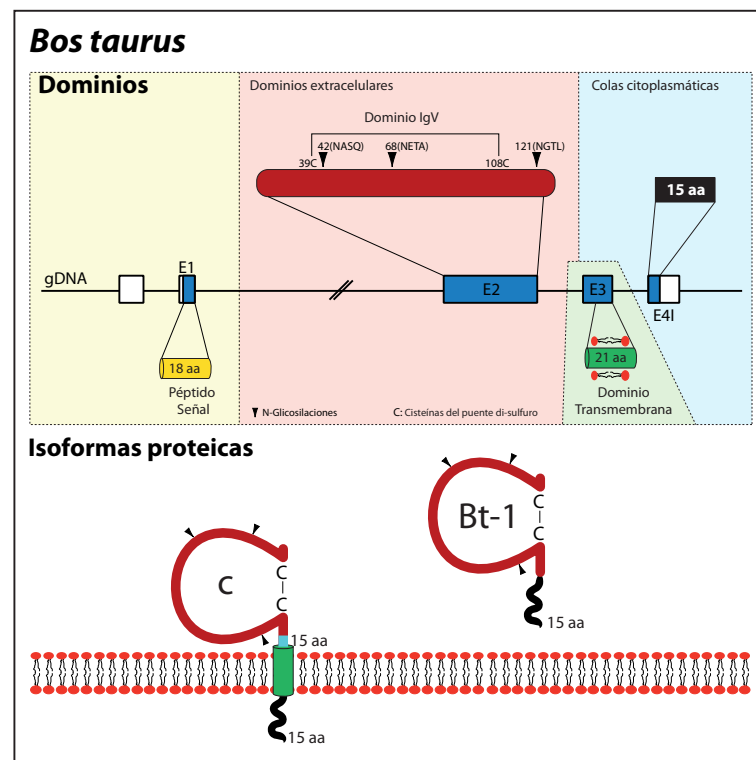 Bos taurus
Dominios
Dominios extracelulares
Colas citoplasmáticas
Dominio IgV
42(NASQ)
68(NETA)
121(NGTL)
39C
108C
15 aa
gDNA
E1
E2
E3
E4I
18 aa
21 aa
Péptido
Señal
Dominio
Transmembrana
N-Glicosilaciones
C: Cisteínas del puente di-sulfuro
Isoformas proteicas
Bt-1
C
C
15 aa
C
C
C
15 aa
15 aa